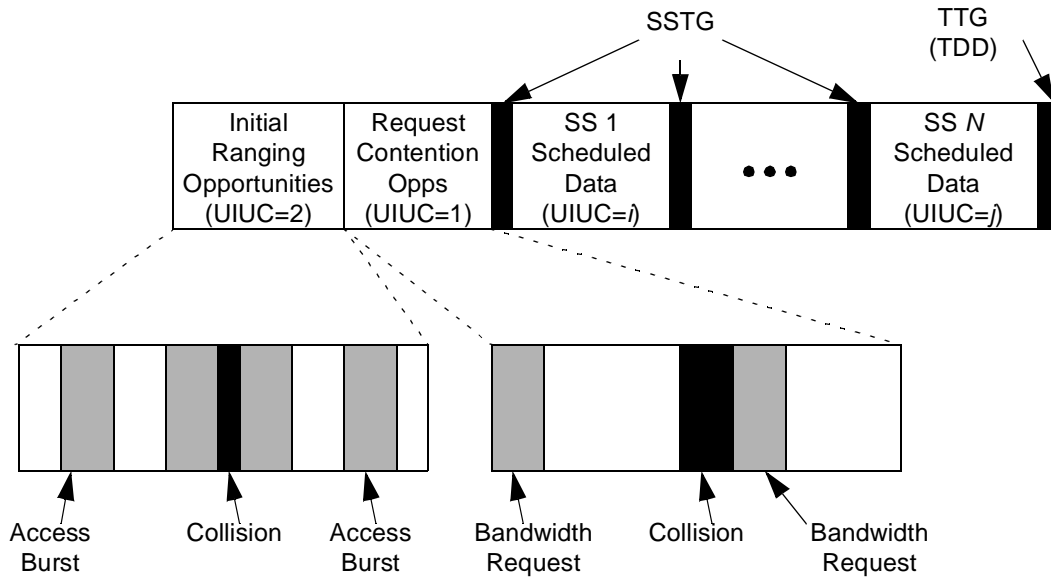 SSTG
TTG
(TDD)
Initial
Ranging
Opportunities
(UIUC=2)
Request
Contention
Opps
(UIUC=1)
SS 1
Scheduled
Data
(UIUC=i)
SS N
Scheduled
Data
(UIUC=j)
Access
Burst
Collision
Access
Burst
Bandwidth
Request
Collision
Bandwidth
Request